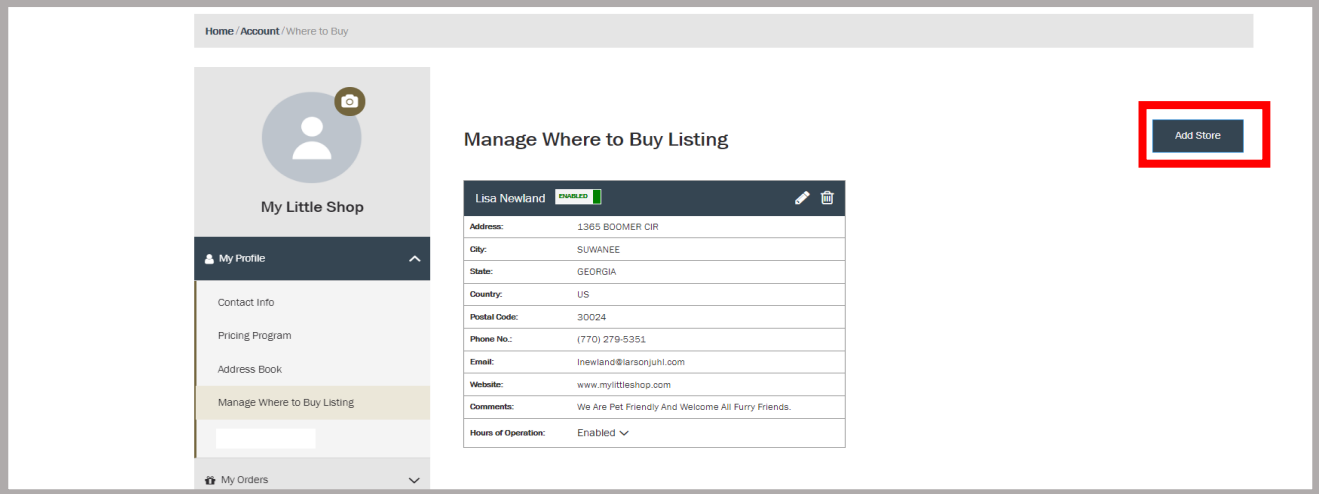 Home / Account / Where to Buy
My Little Shop
My Profile
Contact Info
Pricing Program
Address Book
Manage Where to Buy Listing
My Orders
Manage Where to Buy Listing
Add Store
Lisa Newland ENABLED
Address: 1365 BOOMER CIR
City: SUWANEE
State: GEORGIA
Country: US
Postal Code: 30024
Phone No.: (770) 279-5351
Email: lnewland@larsonjuhl.com
Website: www.mylittleshop.com
Comments: We Are Pet Friendly And Welcome All Furry Friends.
Hours of Operation: Enabled